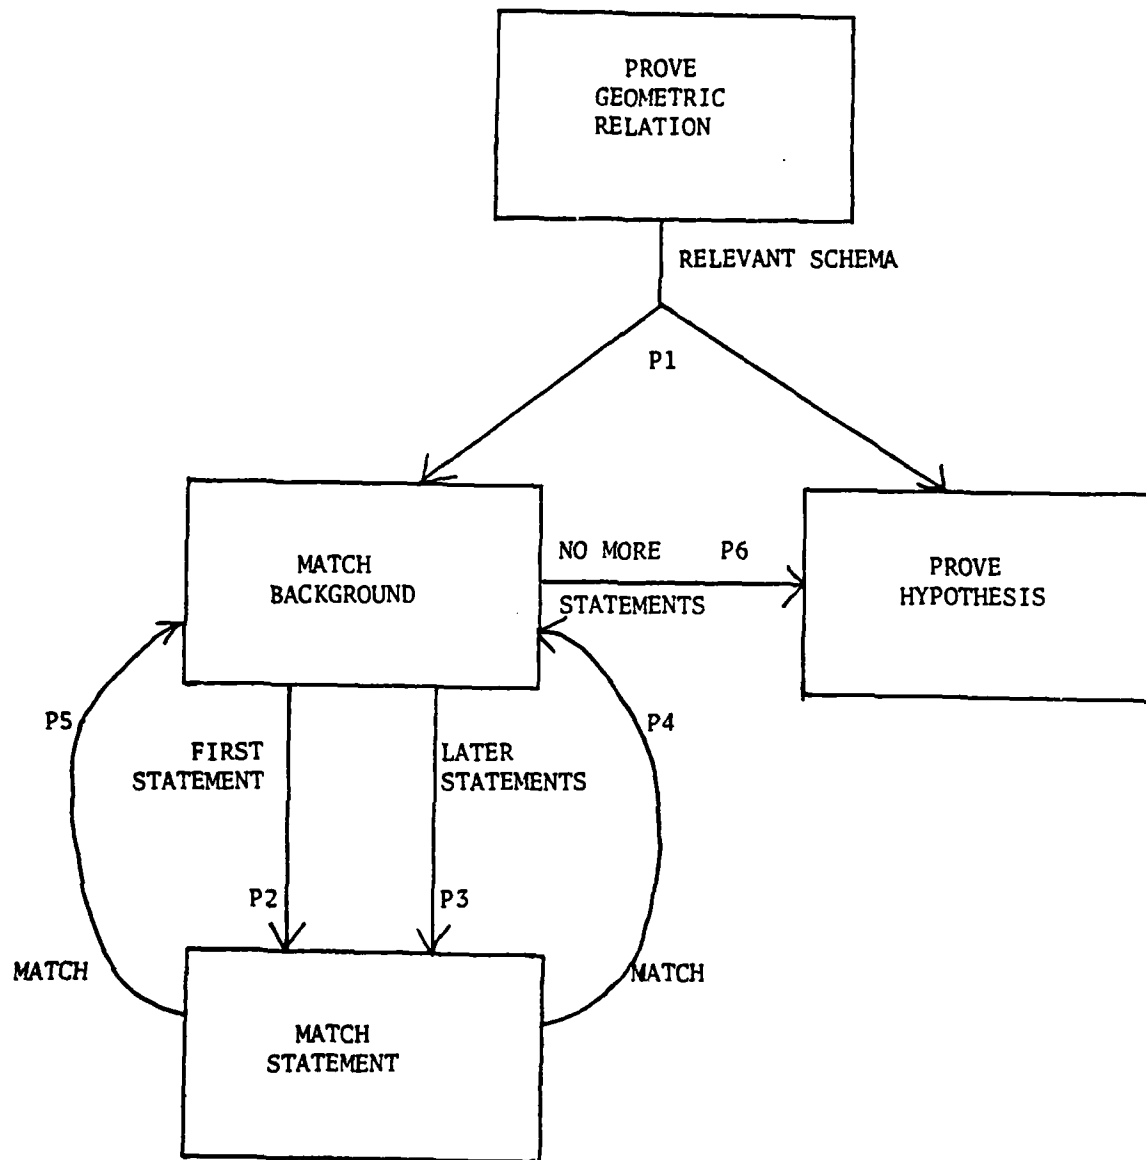 PROVE
GEOMETRIC
RELATION
RELEVANT SCHEMA
P1
MATCH
BACKGROUND
NO MORE P6
STATEMENTS
PROVE
HYPOTHESIS
P5
P4
FIRST
STATEMENT
LATER
STATEMENTS
P2
P3
MATCH
MATCH
MATCH
STATEMENT